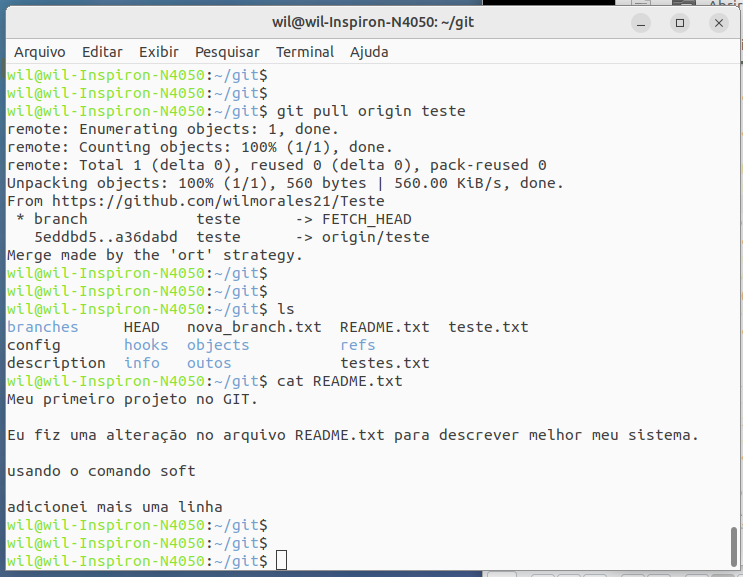 wil@wil-Inspiron-N4050: ~/git
Arquivo Editar Exibir Pesquisar Terminal Ajuda
wil@wil-Inspiron-N4050:~/git$
wil@wil-Inspiron-N4050:~/git$
wil@wil-Inspiron-N4050:~/git$ git pull origin teste
remote: Enumerating objects: 1, done.
remote: Counting objects: 100% (1/1), done.
remote: Total 1 (delta 0), reused 0 (delta 0), pack-reused 0
Unpacking objects: 100% (1/1), 560 bytes | 560.00 KiB/s, done.
From https://github.com/wilmorales21/Teste
 * branch            teste      -> FETCH_HEAD
   5eddbd5..a36dabd  teste      -> origin/teste
Merge made by the 'ort' strategy.
wil@wil-Inspiron-N4050:~/git$
wil@wil-Inspiron-N4050:~/git$
wil@wil-Inspiron-N4050:~/git$ ls
branches     HEAD   nova_branch.txt  README.txt  teste.txt
config       hooks  objects          refs
description  info   outos            testes.txt
wil@wil-Inspiron-N4050:~/git$ cat README.txt
Meu primeiro projeto no GIT.
Eu fiz uma alteração no arquivo README.txt para descrever melhor meu sistema.
usando o comando soft
adicionei mais uma linha
wil@wil-Inspiron-N4050:~/git$
wil@wil-Inspiron-N4050:~/git$
wil@wil-Inspiron-N4050:~/git$